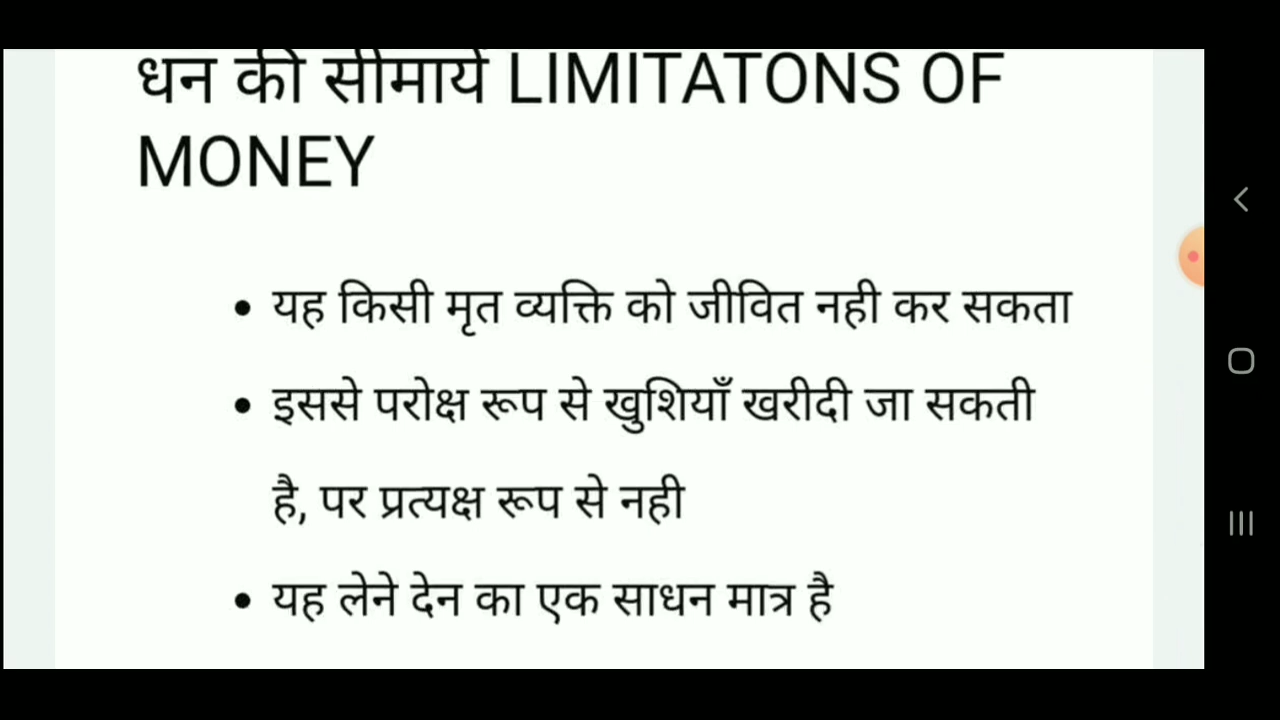 धन की सीमाये LIMITATONS OF
MONEY
• यह किसी मृत व्यक्ति को जीवित नही कर सकता
• इससे परोक्ष रूप से खुशियाँ खरीदी जा सकती
है, पर प्रत्यक्ष रूप से नही
• यह लेने देन का एक साधन मात्र है